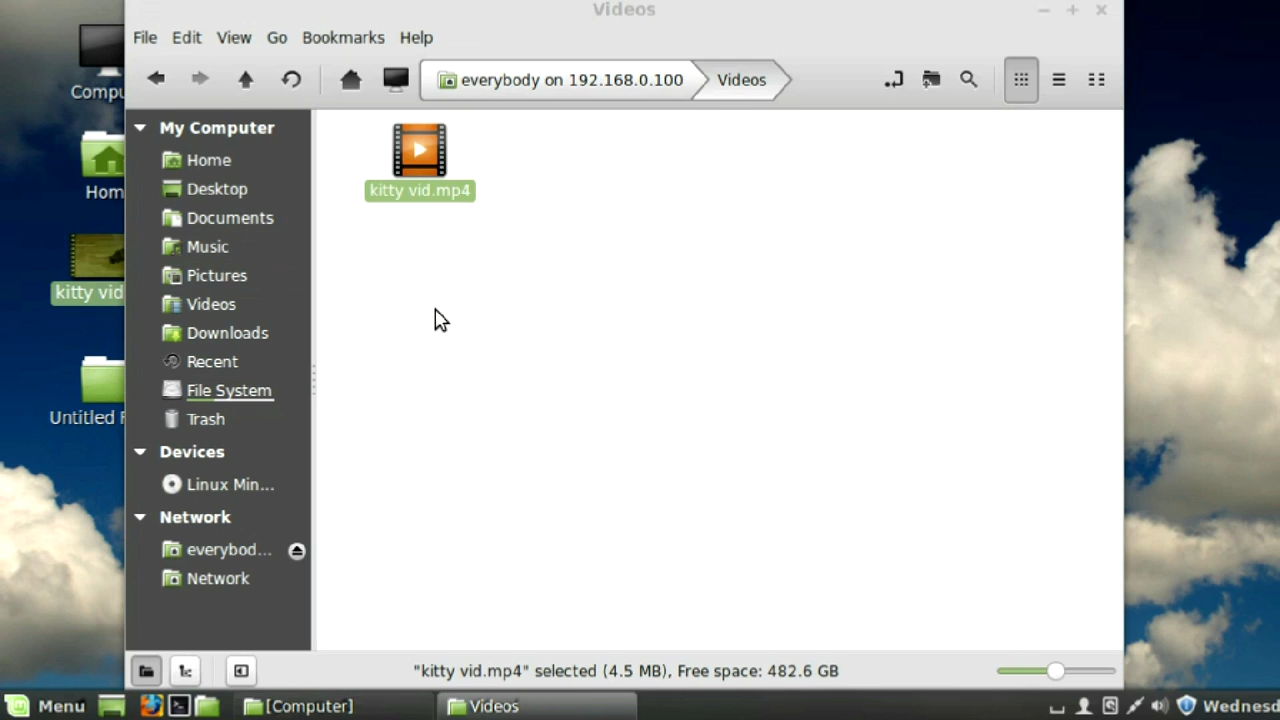 Videos
File Edit View Go Bookmarks Help
everybody on 192.168.0.100 Videos
Compu
Hom
kitty vid
Untitled F
My Computer
Home
Desktop
Documents
Music
Pictures
Videos
Downloads
Recent
File System
Trash
Devices
Linux Min...
Network
everybod...
Network
kitty vid.mp4
"kitty vid.mp4" selected (4.5 MB), Free space: 482.6 GB
Menu [Computer] Videos Wednesd